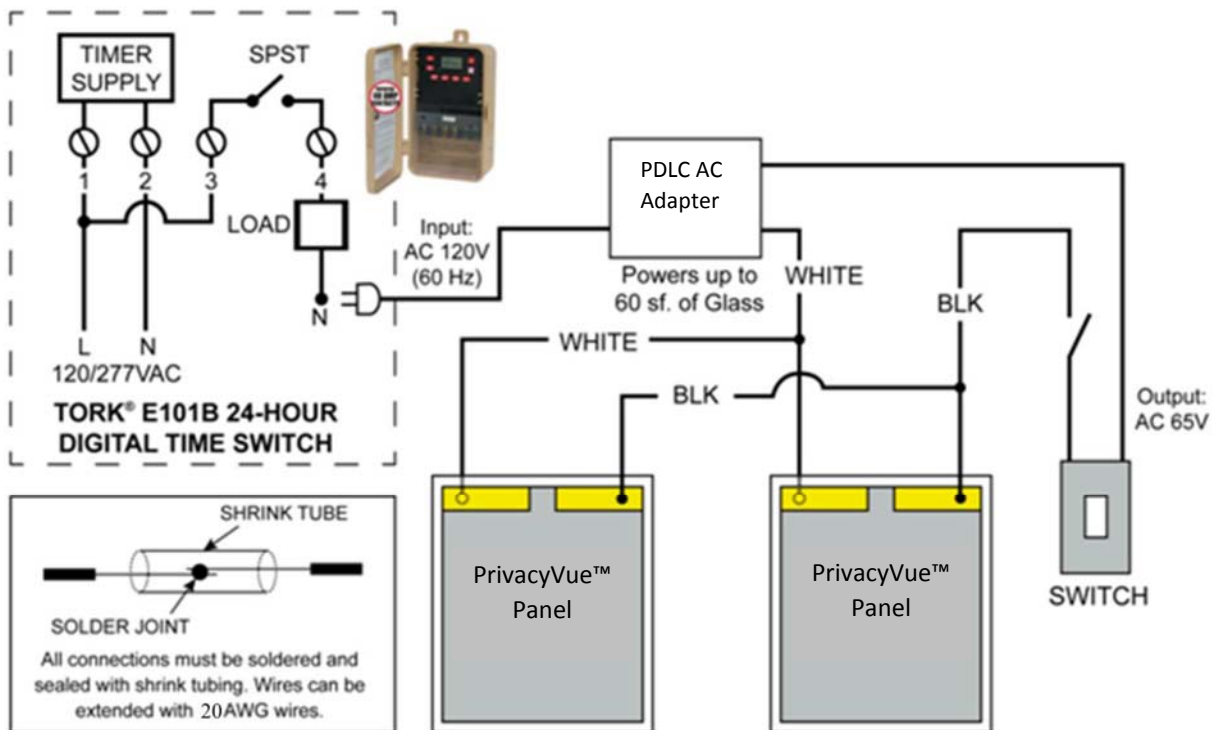 TIMER
SUPPLY
SPST
1
2
3
4
LOAD
N
L
N
120/277VAC
TORK® E101B 24-HOUR
DIGITAL TIME SWITCH
Input:
AC 120V
(60 Hz)
PDLC AC
Adapter
Powers up to
60 sf. of Glass
WHITE
BLK
WHITE
BLK
Output:
AC 65V
SWITCH
SHRINK TUBE
SOLDER JOINT
All connections must be soldered and
sealed with shrink tubing. Wires can be
extended with 20AWG wires.
PrivacyVue™
Panel
PrivacyVue™
Panel